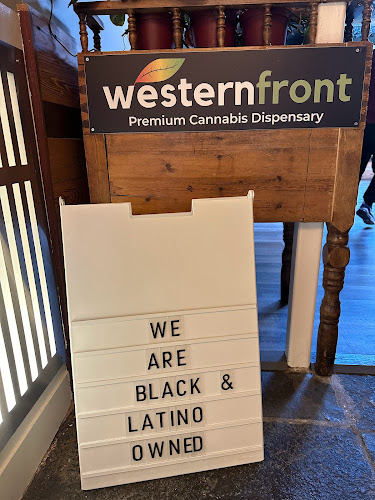 westernfront
Premium Cannabis Dispensary
WE
ARE
BLACK &
LATINO
OWNED